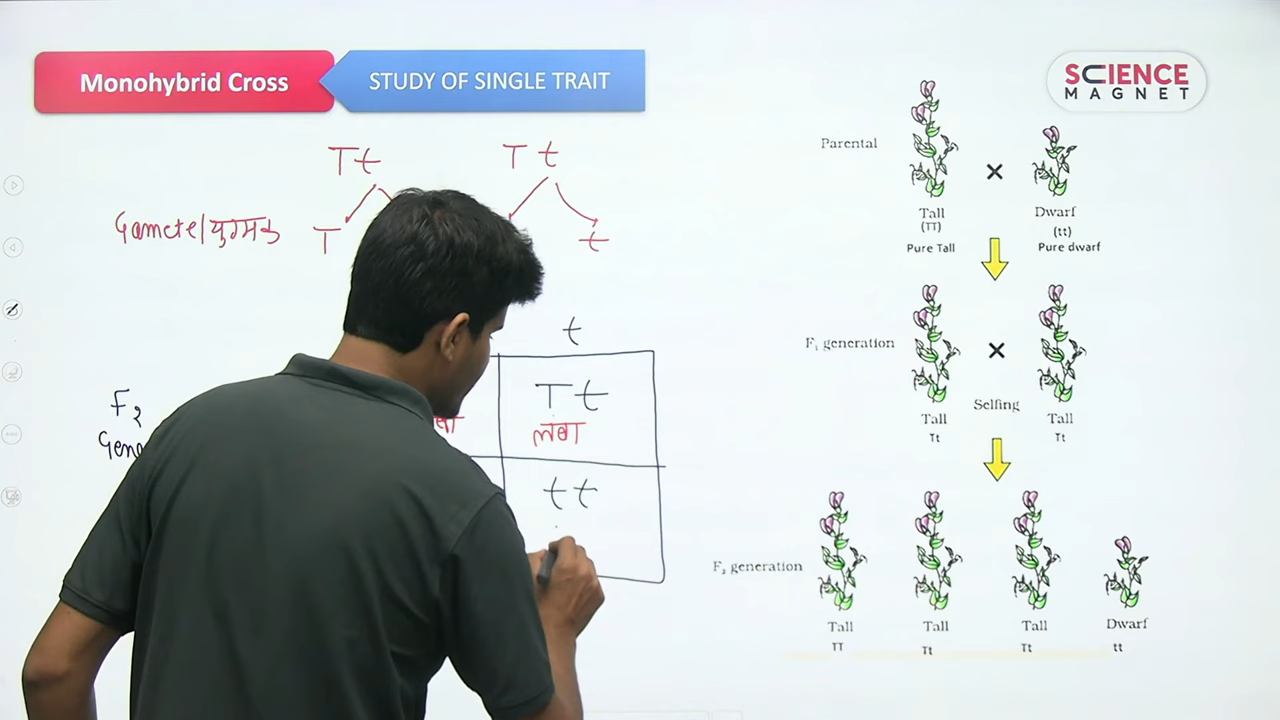 Monohybrid Cross
STUDY OF SINGLE TRAIT
SCIENCE
MAGNET
Tt
Tt
Gamete/युग्मक
T
t
t
F2
Tt
लंबा
tt
Parental
×
Tall
(TT)
Pure Tall
Dwarf
(tt)
Pure dwarf
F₁ generation
×
Selfing
Tall
Tt
Tall
Tt
F₂ generation
Tall
TT
Tall
Tt
Tall
Tt
Dwarf
tt